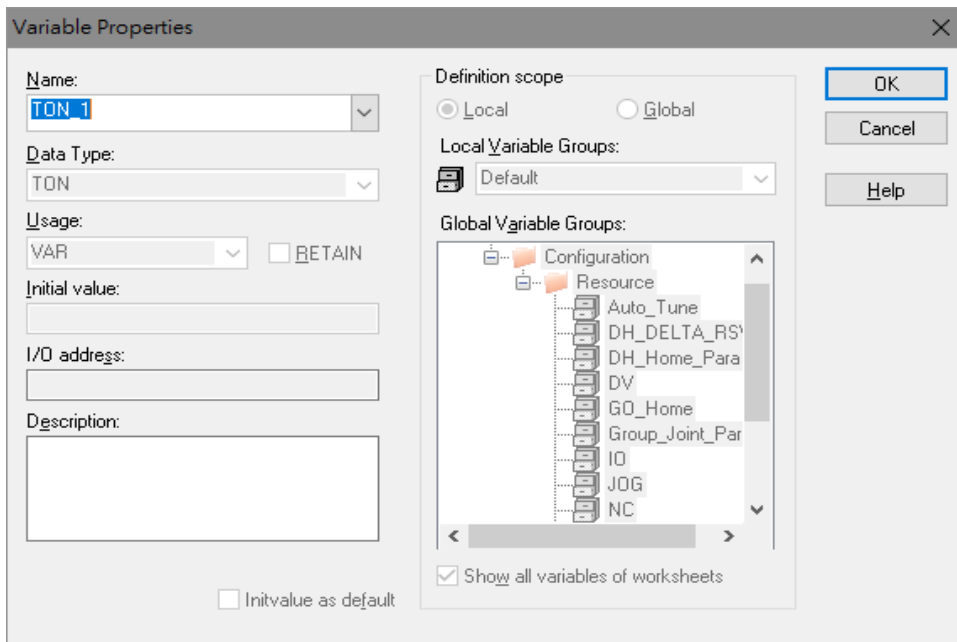 Variable Properties
Name:
TON_1
Data Type:
TON
Usage:
VAR
RETAIN
Initial value:
I/O address:
Description:
Initvalue as default
Definition scope
Local
Global
Local Variable Groups:
Default
Global Variable Groups:
Configuration
Resource
Auto_Tune
DH_DELTA_RS
DH_Home_Para
DV
GO_Home
Group_Joint_Par
IO
JOG
NC
Show all variables of worksheets
OK
Cancel
Help